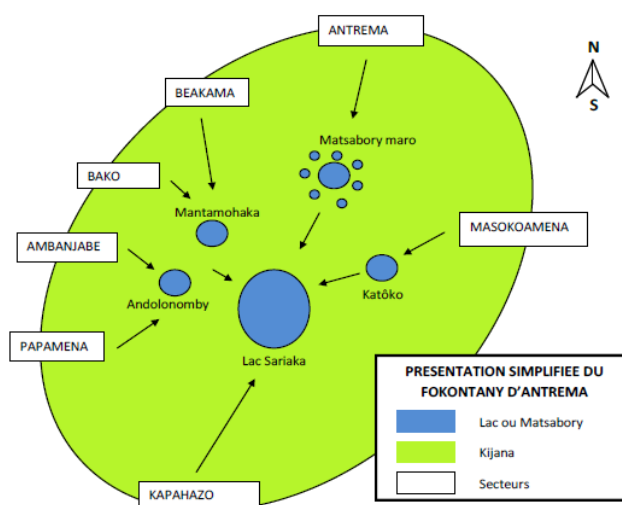 ANTREMA
N
S
BEAKAMA
Matsabory maro
BAKO
Mantamohaka
MASOKOAMENA
AMBANJABE
Katôko
Andolonomby
PAPAMENA
Lac Sariaka
KAPAHAZO
PRESENTATION SIMPLIFIEE DU
FOKONTANY D’ANTREMA
Lac ou Matsabory
Kijana
Secteurs